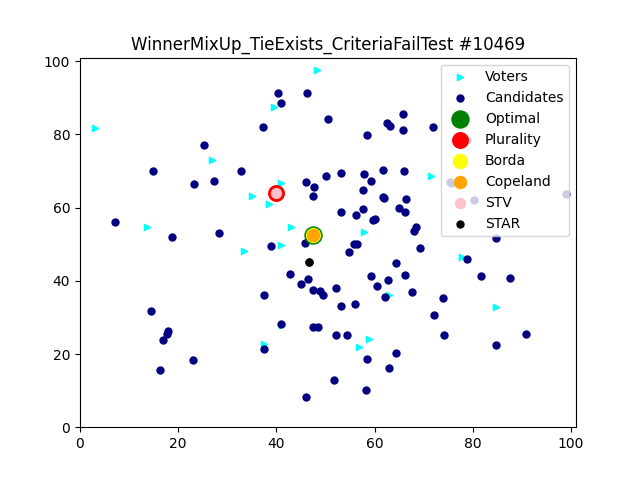 WinnerMixUp_TieExists_CriteriaFailTest #10469
100
80
60
40
20
0
0
20
40
60
80
100
Voters
Candidates
Optimal
Plurality
Borda
Copeland
STV
STAR